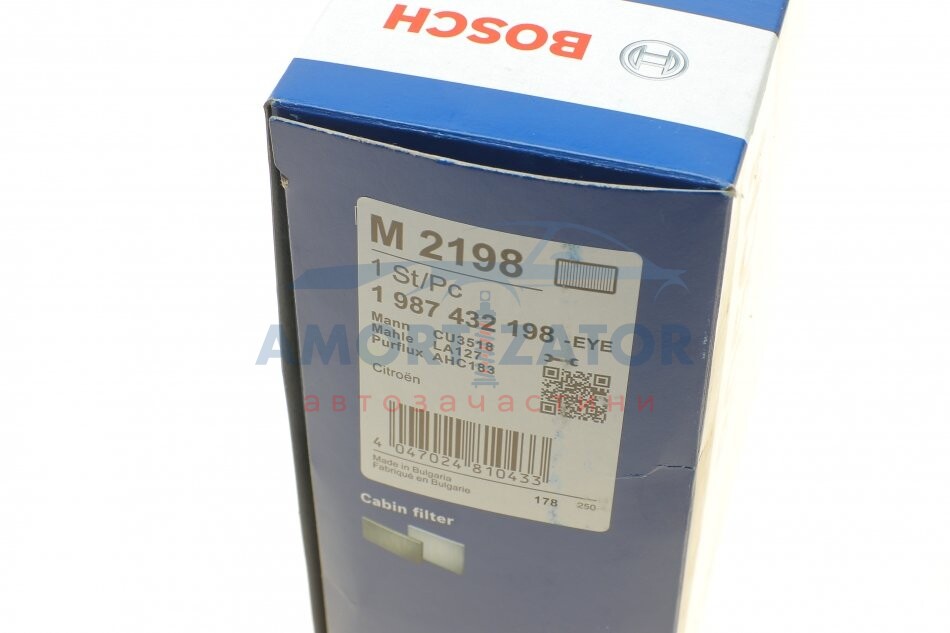 BOSCH
M 2198
1 St/Pc
1 987 432 198
-EYE
Mann CU3518
Mahle LA127
Purflux AHC183
Citroën
AMORTIZATOR
автозапчастини
4 047024 810433
Made in Bulgaria
Fabriqué en Bulgarie
178 250
Cabin filter